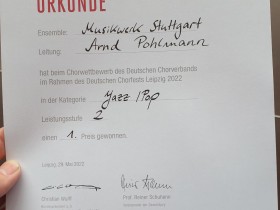 URKUNDE
Ensemble: Musikwerk Stuttgart
Leitung: Arnd Pohlmann
hat beim Chorwettbewerb des Deutschen Chorverbands
im Rahmen des Deutschen Chorfests Leipzig 2022
in der Kategorie Jazz / Pop
Leistungsstufe 2
einen 1. Preis gewonnen.
Leipzig, 29. Mai 2022
Christian Wulff
Prof. Reiner Schuhenn